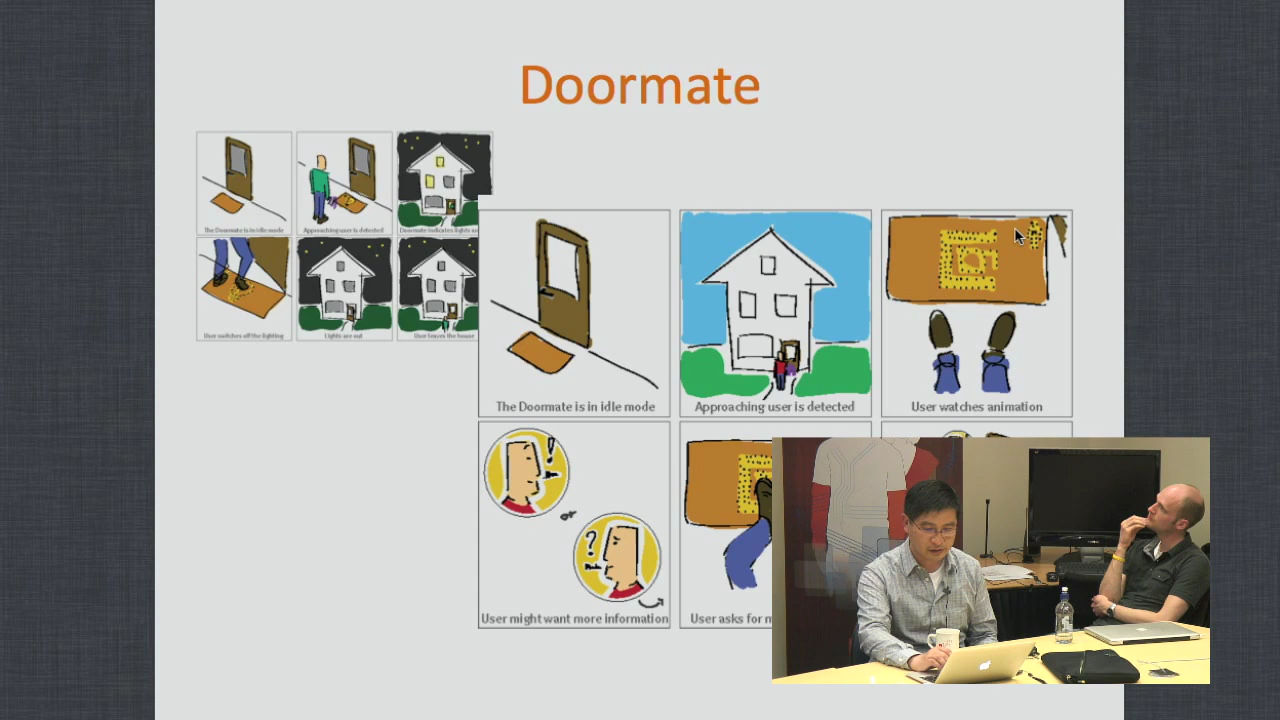 Doormate
The Doormate is in idle mode
Approaching user is detected
Doormate indicates lights on
User switches off the lighting
Lights are out
User leaves the house
The Doormate is in idle mode
Approaching user is detected
User watches animation
!
or
?
User might want more information
User asks for